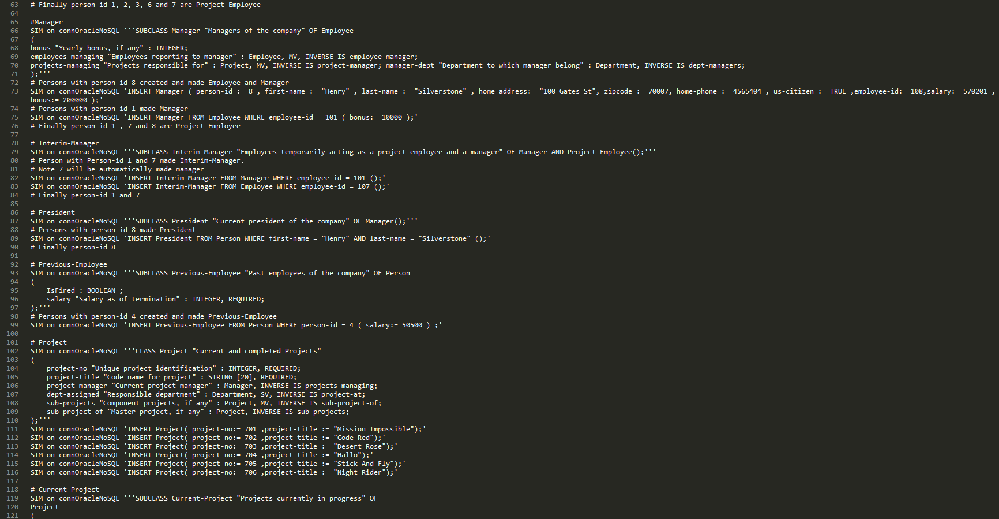 63 # Finally person-id 1, 2, 3, 6 and 7 are Project-Employee
64
65 #Manager
66 SIM on connOracleNoSQL '''SUBCLASS Manager "Managers of the company" OF Employee
67 (
68 bonus "Yearly bonus, if any" : INTEGER;
69 employees-managing "Employees reporting to manager" : Employee, MV, INVERSE IS employee-manager;
70 projects-managing "Projects responsible for" : Project, MV, INVERSE IS project-manager; manager-dept "Department to which manager belong" : Department, INVERSE IS dept-managers;
71 );'''
72 # Persons with person-id 8 created and made Employee and Manager
73 SIM on connOracleNoSQL 'INSERT Manager ( person-id := 8 , first-name := "Henry" , last-name := "Silverstone" , home_address:= "100 Gates St", zipcode := 70007, home-phone := 4565404 , us-citizen := TRUE ,employee-id:= 108,salary:= 570201 ,
bonus:= 200000 );'
74 # Persons with person-id 1 made Manager
75 SIM on connOracleNoSQL 'INSERT Manager FROM Employee WHERE employee-id = 101 ( bonus:= 10000 );'
76 # Finally person-id 1 , 7 and 8 are Project-Employee
77
78 # Interim-Manager
79 SIM on connOracleNoSQL '''SUBCLASS Interim-Manager "Employees temporarily acting as a project employee and a manager" OF Manager AND Project-Employee();'''
80 # Person with Person-id 1 and 7 made Interim-Manager.
81 # Note 7 will be automatically made manager
82 SIM on connOracleNoSQL 'INSERT Interim-Manager FROM Manager WHERE employee-id = 101 ();'
83 SIM on connOracleNoSQL 'INSERT Interim-Manager FROM Employee WHERE employee-id = 107 ();'
84 # Finally person-id 1 and 7
85
86 # President
87 SIM on connOracleNoSQL '''SUBCLASS President "Current president of the company" OF Manager();'''
88 # Persons with person-id 8 made President
89 SIM on connOracleNoSQL 'INSERT President FROM Person WHERE first-name = "Henry" AND last-name = "Silverstone" ();'
90 # Finally person-id 8
91
92 # Previous-Employee
93 SIM on connOracleNoSQL '''SUBCLASS Previous-Employee "Past employees of the company" OF Person
94 (
95 IsFired : BOOLEAN ;
96 salary "Salary as of termination" : INTEGER, REQUIRED;
97 );'''
98 # Persons with person-id 4 created and made Previous-Employee
99 SIM on connOracleNoSQL 'INSERT Previous-Employee FROM Person WHERE person-id = 4 ( salary:= 50500 ) ;'
100
101 # Project
102 SIM on connOracleNoSQL '''CLASS Project "Current and completed Projects"
103 (
104 project-no "Unique project identification" : INTEGER, REQUIRED;
105 project-title "Code name for project" : STRING [20], REQUIRED;
106 project-manager "Current project manager" : Manager, INVERSE IS projects-managing;
107 dept-assigned "Responsible department" : Department, SV, INVERSE IS project-at;
108 sub-projects "Component projects, if any" : Project, MV, INVERSE IS sub-project-of;
109 sub-project-of "Master project, if any" : Project, INVERSE IS sub-projects;
110 );'''
111 SIM on connOracleNoSQL 'INSERT Project( project-no:= 701 ,project-title := "Mission Impossible");'
112 SIM on connOracleNoSQL 'INSERT Project( project-no:= 702 ,project-title := "Code Red");'
113 SIM on connOracleNoSQL 'INSERT Project( project-no:= 703 ,project-title := "Desert Rose");'
114 SIM on connOracleNoSQL 'INSERT Project( project-no:= 704 ,project-title := "Hallo");'
115 SIM on connOracleNoSQL 'INSERT Project( project-no:= 705 ,project-title := "Stick And Fly");'
116 SIM on connOracleNoSQL 'INSERT Project( project-no:= 706 ,project-title := "Night Rider");'
117
118 # Current-Project
119 SIM on connOracleNoSQL '''SUBCLASS Current-Project "Projects currently in progress" OF
120 Project
121 (